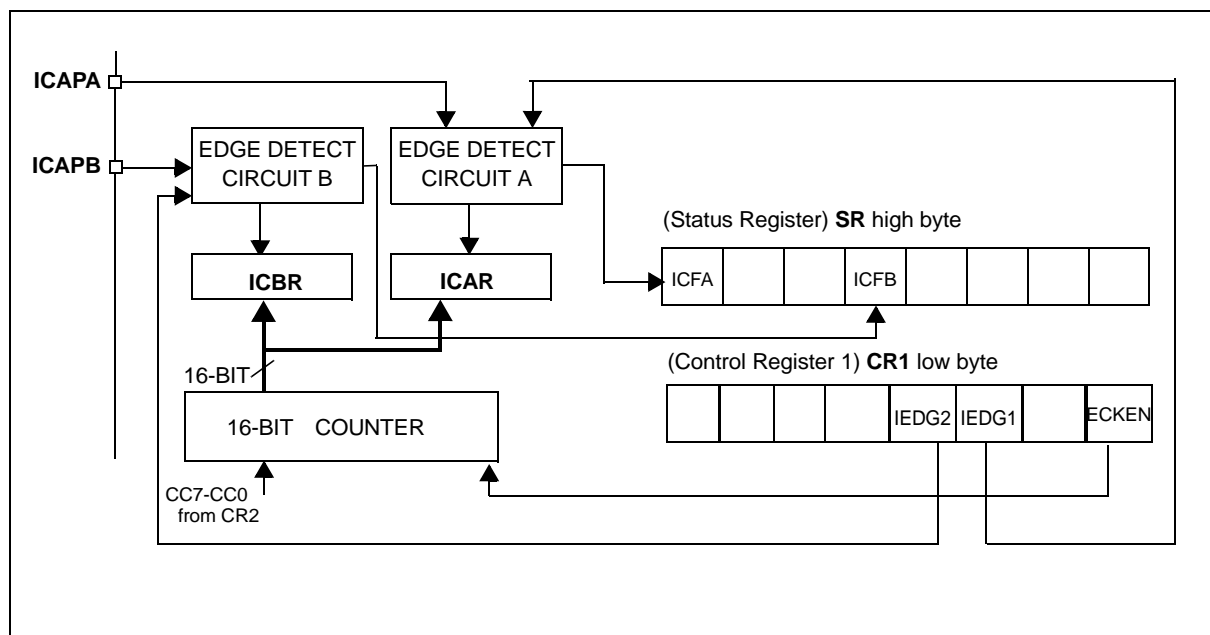 ICAPA
ICAPB
EDGE DETECT
CIRCUIT B
EDGE DETECT
CIRCUIT A
(Status Register) SR high byte
ICBR
ICAR
ICFA
ICFB
16-BIT
(Control Register 1) CR1 low byte
16-BIT COUNTER
IEDG2
IEDG1
ECKEN
CC7-CC0
from CR2